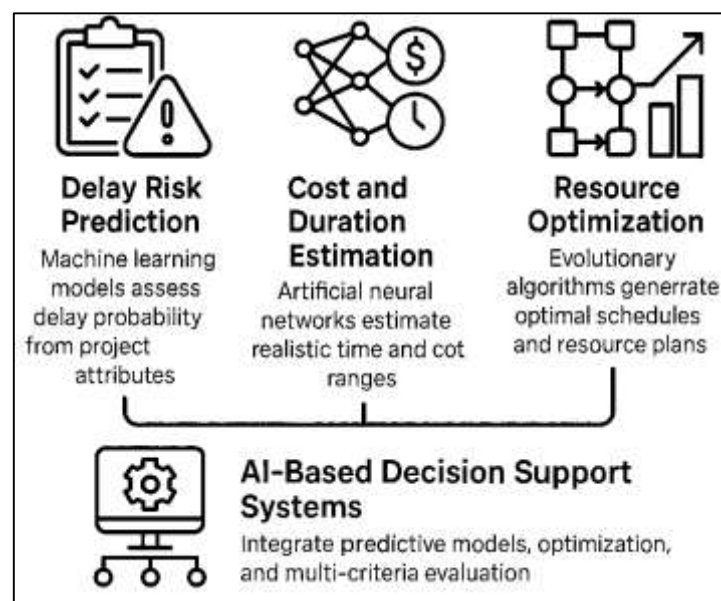 Delay Risk
Prediction
Machine learning
models assess
delay probability
from project
attributes
Cost and
Duration
Estimation
Artificial neural
networks estimate
realistic time and cot
ranges
Resource
Optimization
Evolutionary
algorithms generrate
optimal schedules
and resource plans
AI-Based Decision Support
Systems
Integrate predictive models, optimization,
and multi-criteria evaluation
$